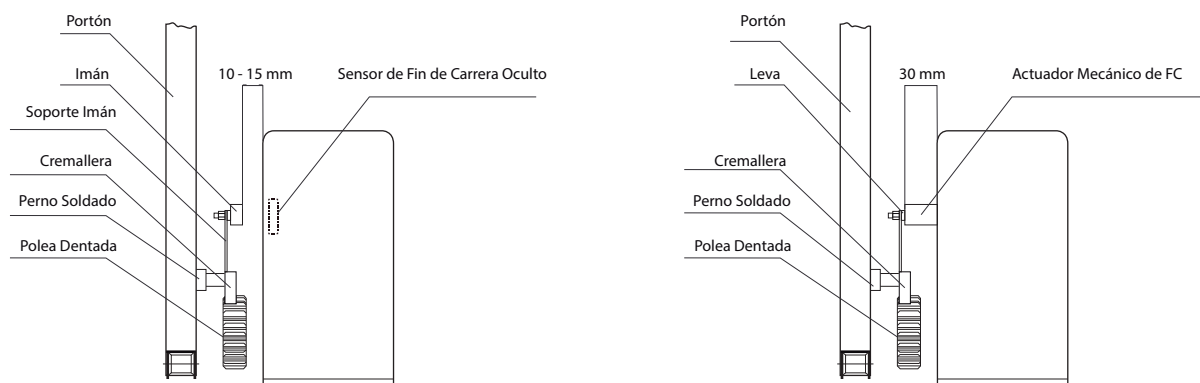 Portón
Imán
10 - 15 mm
Sensor de Fin de Carrera Oculto
Soporte Imán
Cremallera
Perno Soldado
Polea Dentada
Portón
Leva
30 mm
Actuador Mecánico de FC
Cremallera
Perno Soldado
Polea Dentada